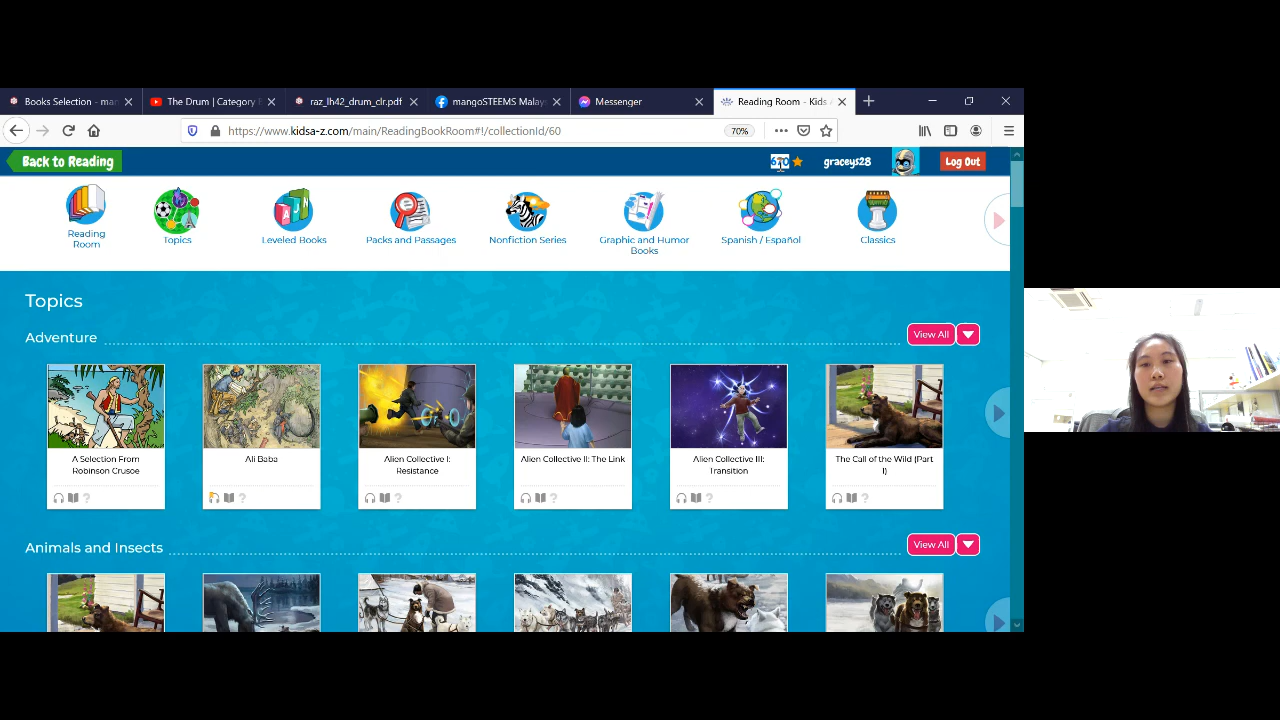 Books Selection - man
The Drum | Category E
raz_lh42_drum_clr.pdf
mangoSTEEMS Malay
Messenger
Reading Room - Kids A
https://www.kidsa-z.com/main/ReadingBookRoom#!/collectionId/60
70%
Back to Reading
graceys28
Log Out
Reading
Room
Topics
Leveled Books
Packs and Passages
Nonfiction Series
Graphic and Humor
Books
Spanish / Español
Classics
Topics
Adventure
View All
A Selection From
Robinson Crusoe
Ali Baba
Alien Collective I:
Resistance
Alien Collective II: The Link
Alien Collective III:
Transition
The Call of the Wild (Part
I)
Animals and Insects
View All